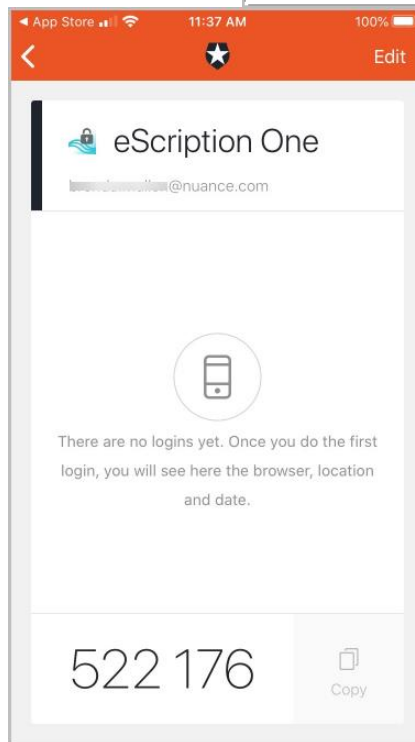 App Store 11:37 AM 100%
Edit
eScription One
@nuance.com
There are no logins yet. Once you do the first
login, you will see here the browser, location
and date.
522 176
Copy